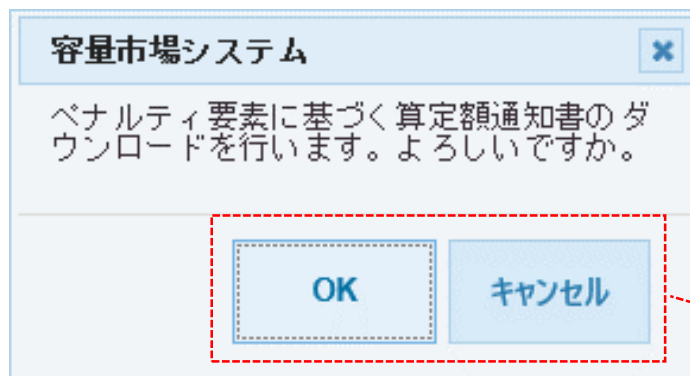 容量市場システム
ペナルティ要素に基づく算定額通知書のダ
ウンロードを行います。よろしいですか。
OK
キャンセル